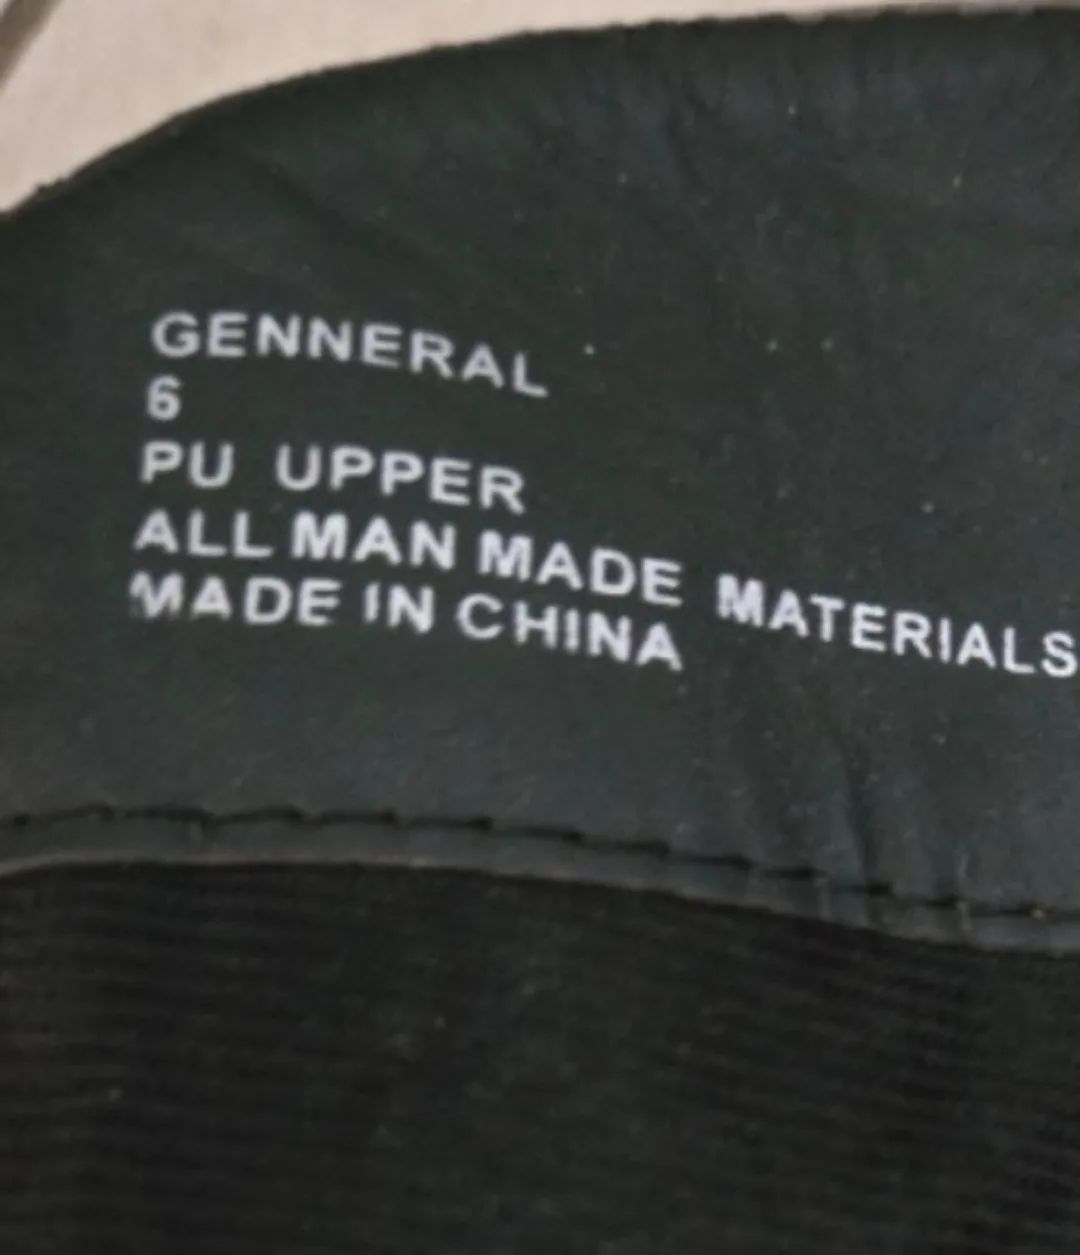 GENNERAL
6
PU UPPER
ALL MAN MADE MATERIALS
MADE IN CHINA